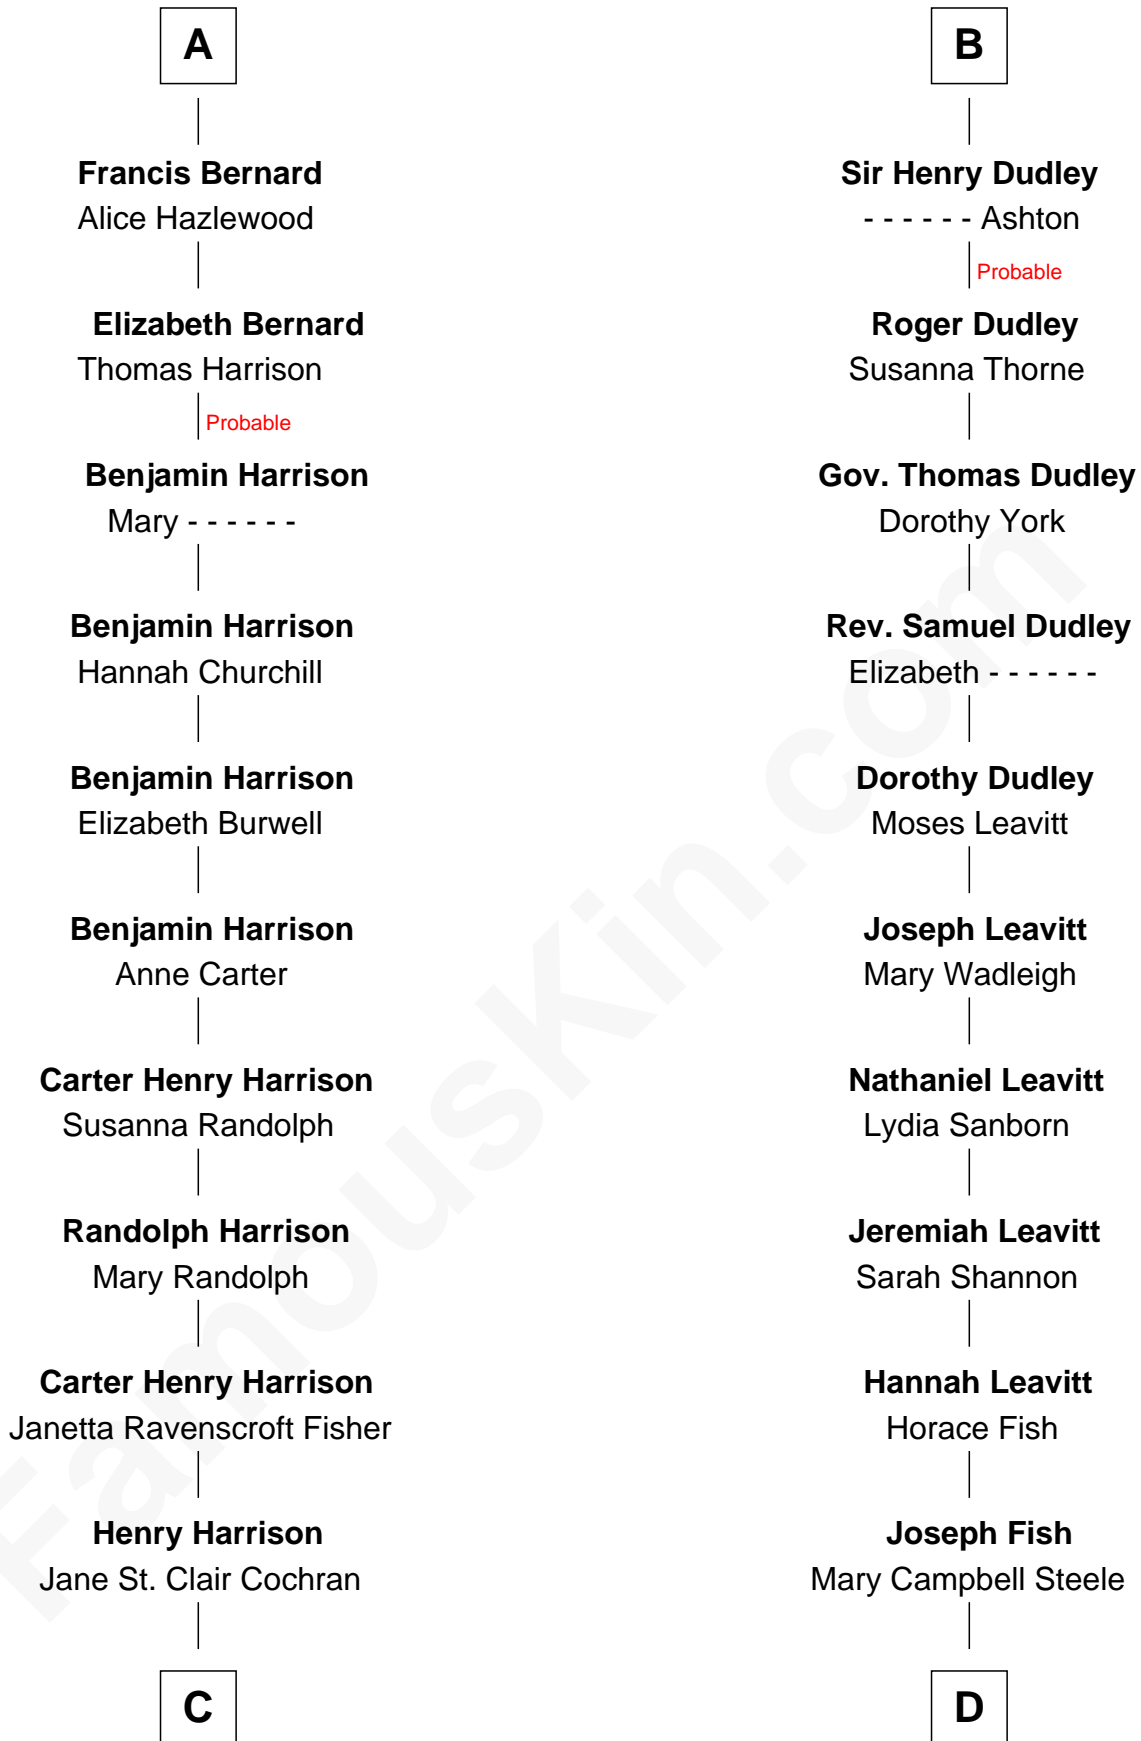 A
Francis Bernard
Alice Hazlewood
Elizabeth Bernard
Thomas Harrison
Probable
Benjamin Harrison
Mary - - - - - -
Benjamin Harrison
Hannah Churchill
Benjamin Harrison
Elizabeth Burwell
Benjamin Harrison
Anne Carter
Carter Henry Harrison
Susanna Randolph
Randolph Harrison
Mary Randolph
Carter Henry Harrison
Janetta Ravenscroft Fisher
Henry Harrison
Jane St. Clair Cochran
C
B
Sir Henry Dudley
- - - - - - Ashton
Probable
Roger Dudley
Susanna Thorne
Gov. Thomas Dudley
Dorothy York
Rev. Samuel Dudley
Elizabeth - - - - - -
Dorothy Dudley
Moses Leavitt
Joseph Leavitt
Mary Wadleigh
Nathaniel Leavitt
Lydia Sanborn
Jeremiah Leavitt
Sarah Shannon
Hannah Leavitt
Horace Fish
Joseph Fish
Mary Campbell Steele
D
FamousKin.com